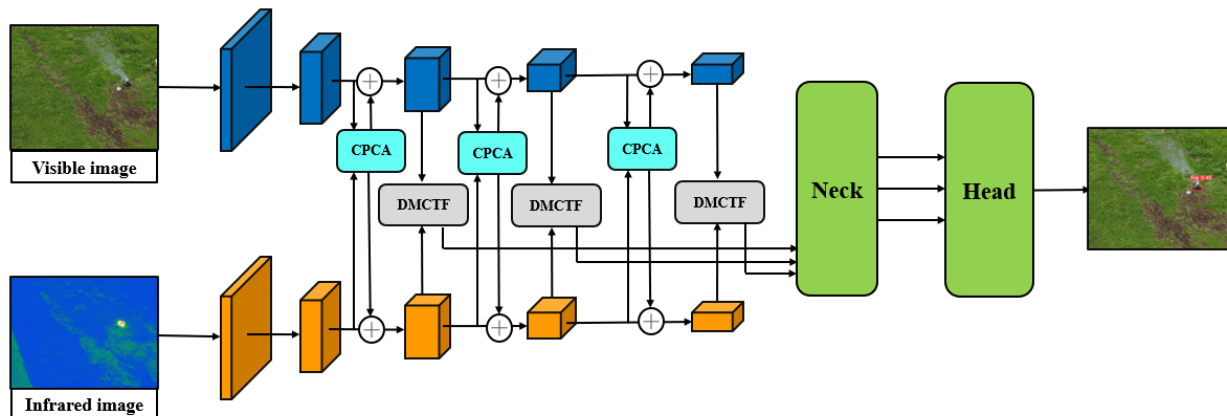 Visible image
CPCA
CPCA
CPCA
DMCTF
DMCTF
DMCTF
Neck
Head
Infrared image